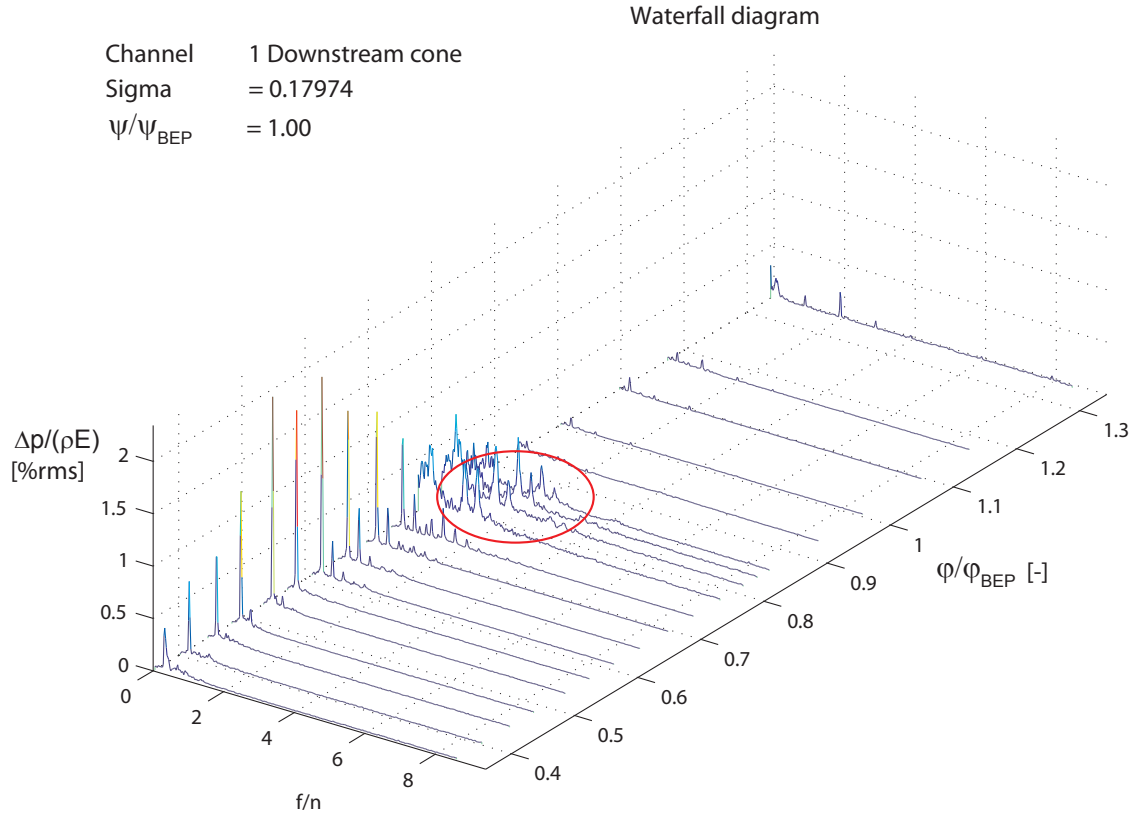 Waterfall diagram
Channel 1 Downstream cone
Sigma = 0.17974
ψ/ψBEP = 1.00
Δp/(ρE)
[%rms]
2
1.5
1
0.5
0
0
2
4
6
8
f/n
0.4
0.5
0.6
0.7
0.8
0.9
1
1.1
1.2
1.3
φ/φBEP [-]